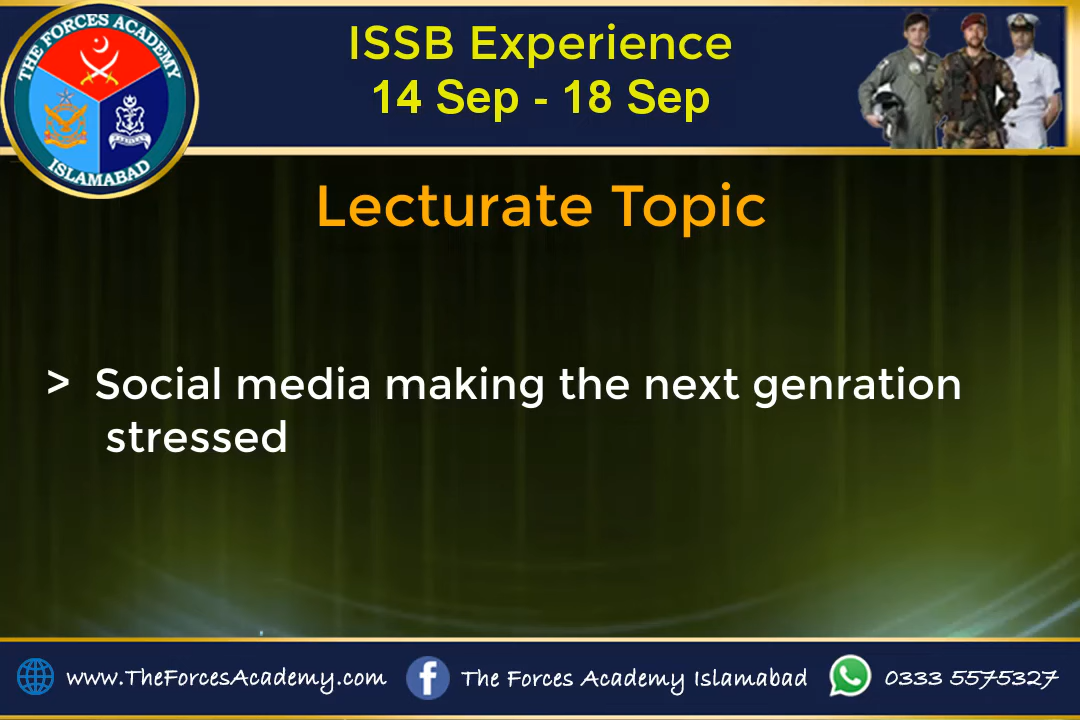 THE FORCES ACADEMY
ISLAMABAD
ISSB Experience
14 Sep - 18 Sep
Lecturate Topic
> Social media making the next genration
stressed
www.TheForcesAcademy.com
The Forces Academy Islamabad
0333 5575327